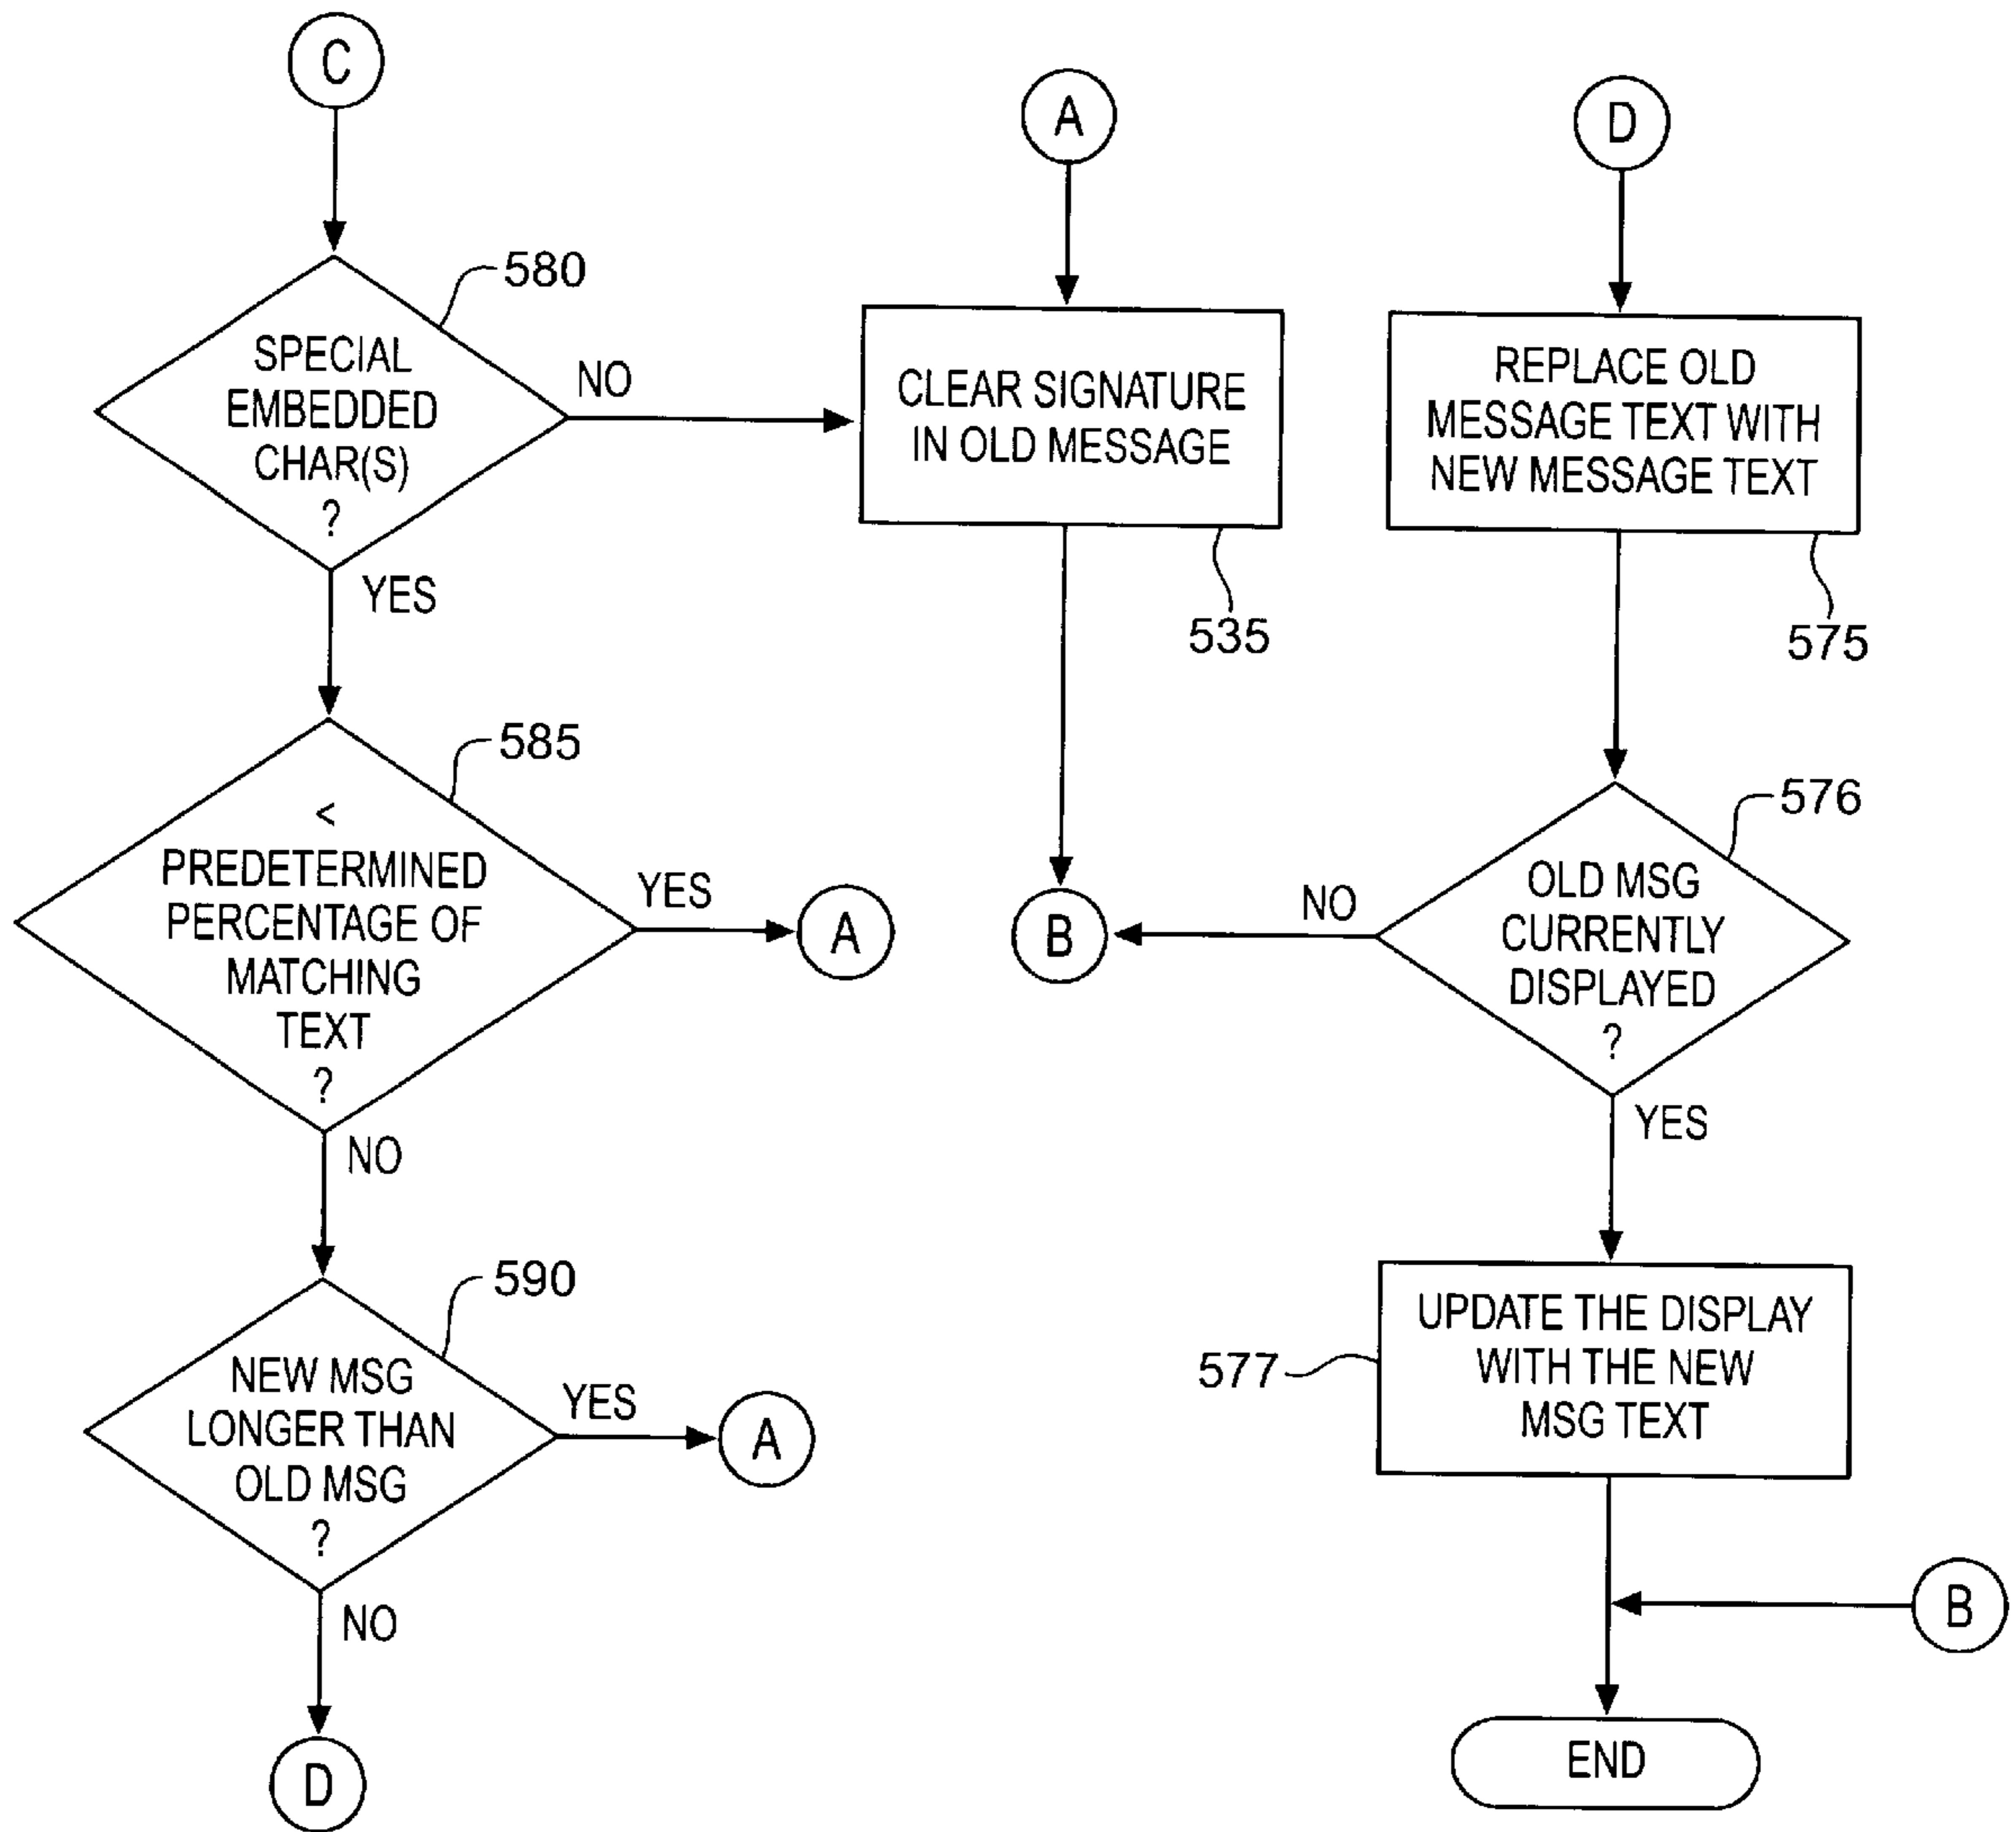 C
580
SPECIAL
EMBEDDED
CHAR(S)
?
NO
YES
585
<
PREDETERMINED
PERCENTAGE OF
MATCHING
TEXT
?
YES
A
NO
590
NEW MSG
LONGER THAN
OLD MSG
?
YES
A
NO
D
A
CLEAR SIGNATURE
IN OLD MESSAGE
535
B
D
REPLACE OLD
MESSAGE TEXT WITH
NEW MESSAGE TEXT
575
576
OLD MSG
CURRENTLY
DISPLAYED
?
NO
YES
577
UPDATE THE DISPLAY
WITH THE NEW
MSG TEXT
B
END